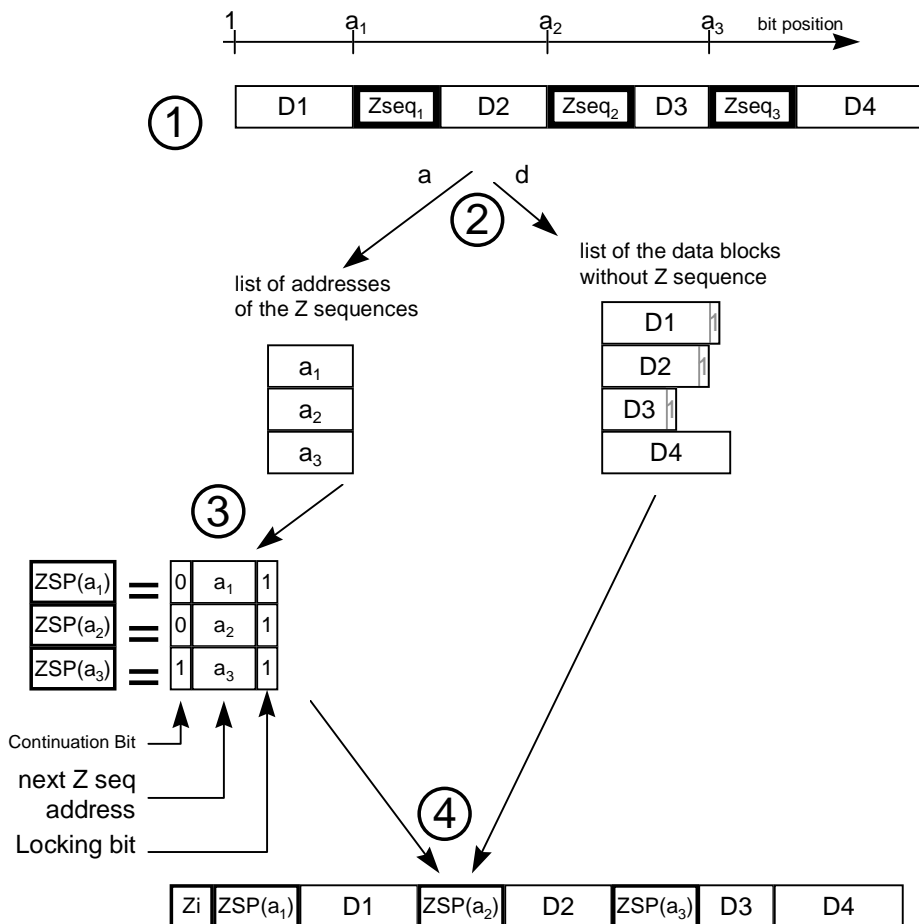 1 a₁ a₂ a₃ bit position
1 D1 Zseq₁ D2 Zseq₂ D3 Zseq₃ D4
a d
2
list of addresses
of the Z sequences
list of the data blocks
without Z sequence
D1 1
D2 1
D3 1
D4
a₁
a₂
a₃
3
ZSP(a₁) = 0 a₁ 1
ZSP(a₂) = 0 a₂ 1
ZSP(a₃) = 1 a₃ 1
Continuation Bit
next Z seq
address
Locking bit
4
Zi ZSP(a₁) D1 ZSP(a₂) D2 ZSP(a₃) D3 D4